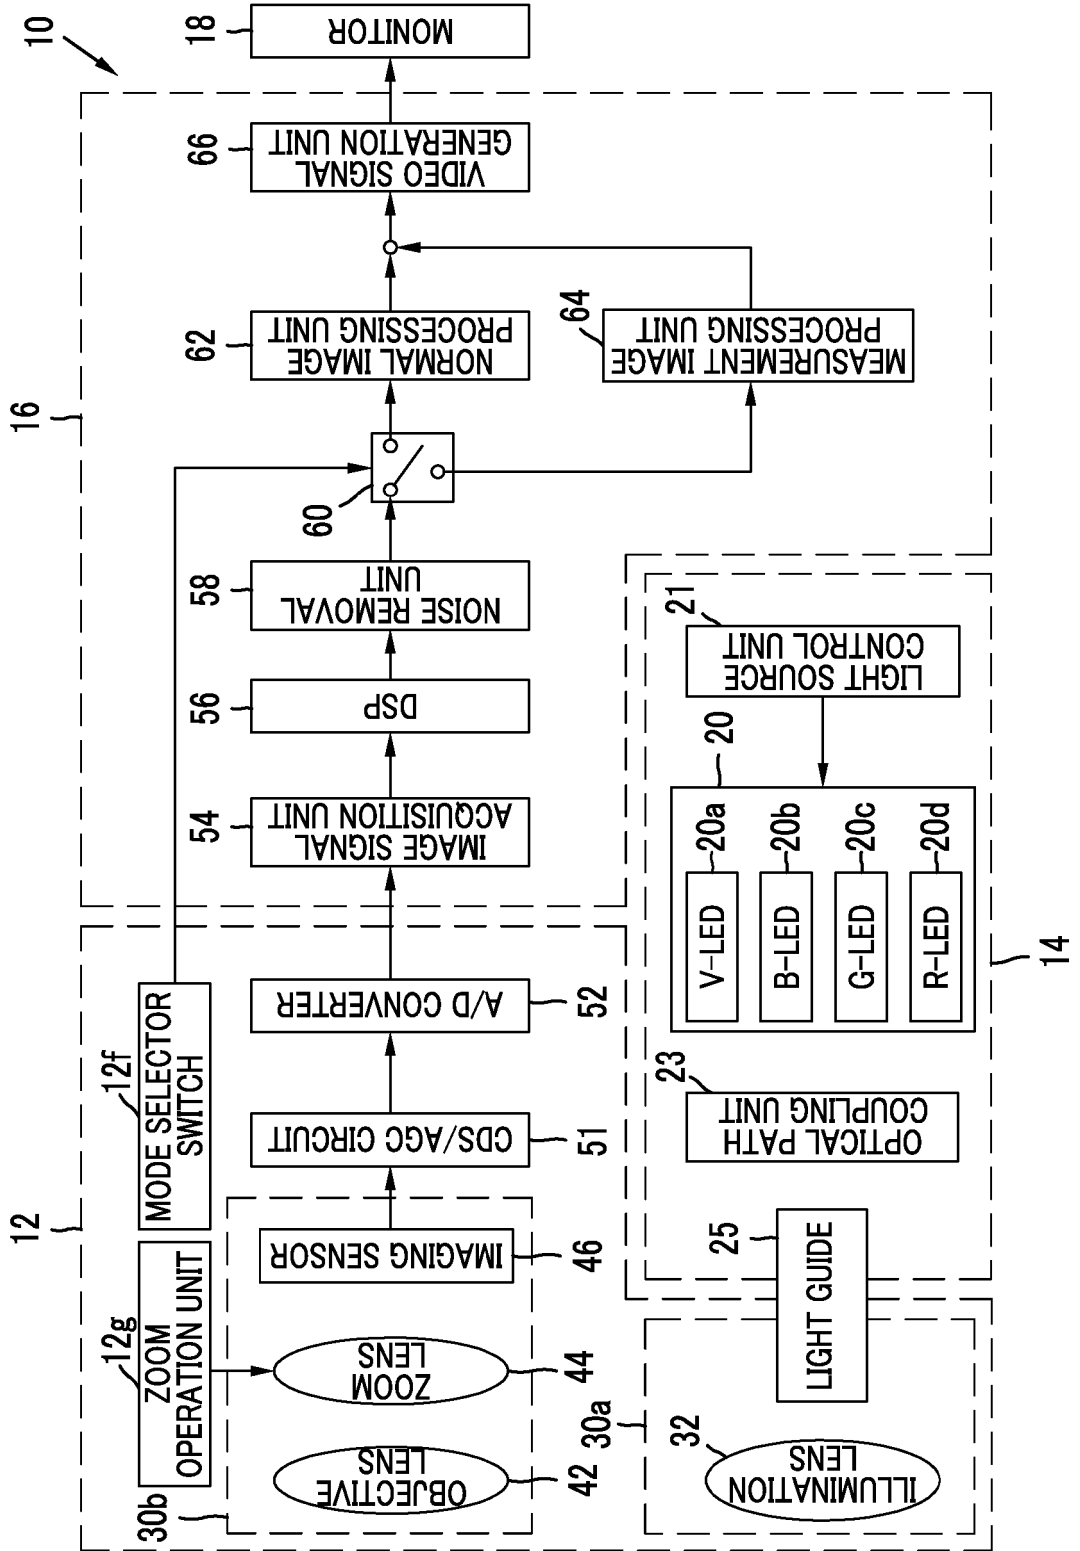 10
16
12
12g
ZOOM
OPERATION UNIT
12f
MODE SELECTOR
SWITCH
30b
OBJECTIVE
LENS
42
ZOOM
LENS
44
IMAGING SENSOR
46
CDS/AGC CIRCUIT
51
A/D CONVERTER
52
54
IMAGE SIGNAL
ACQUISITION UNIT
56
DSP
58
NOISE REMOVAL
UNIT
60
62
NORMAL IMAGE
PROCESSING UNIT
64
MEASUREMENT IMAGE
PROCESSING UNIT
66
VIDEO SIGNAL
GENERATION UNIT
18
MONITOR
30a
32
ILLUMINATION
LENS
25
LIGHT GUIDE
23
OPTICAL PATH
COUPLING UNIT
20
V-LED
20a
B-LED
20b
G-LED
20c
R-LED
20d
21
LIGHT SOURCE
CONTROL UNIT
14